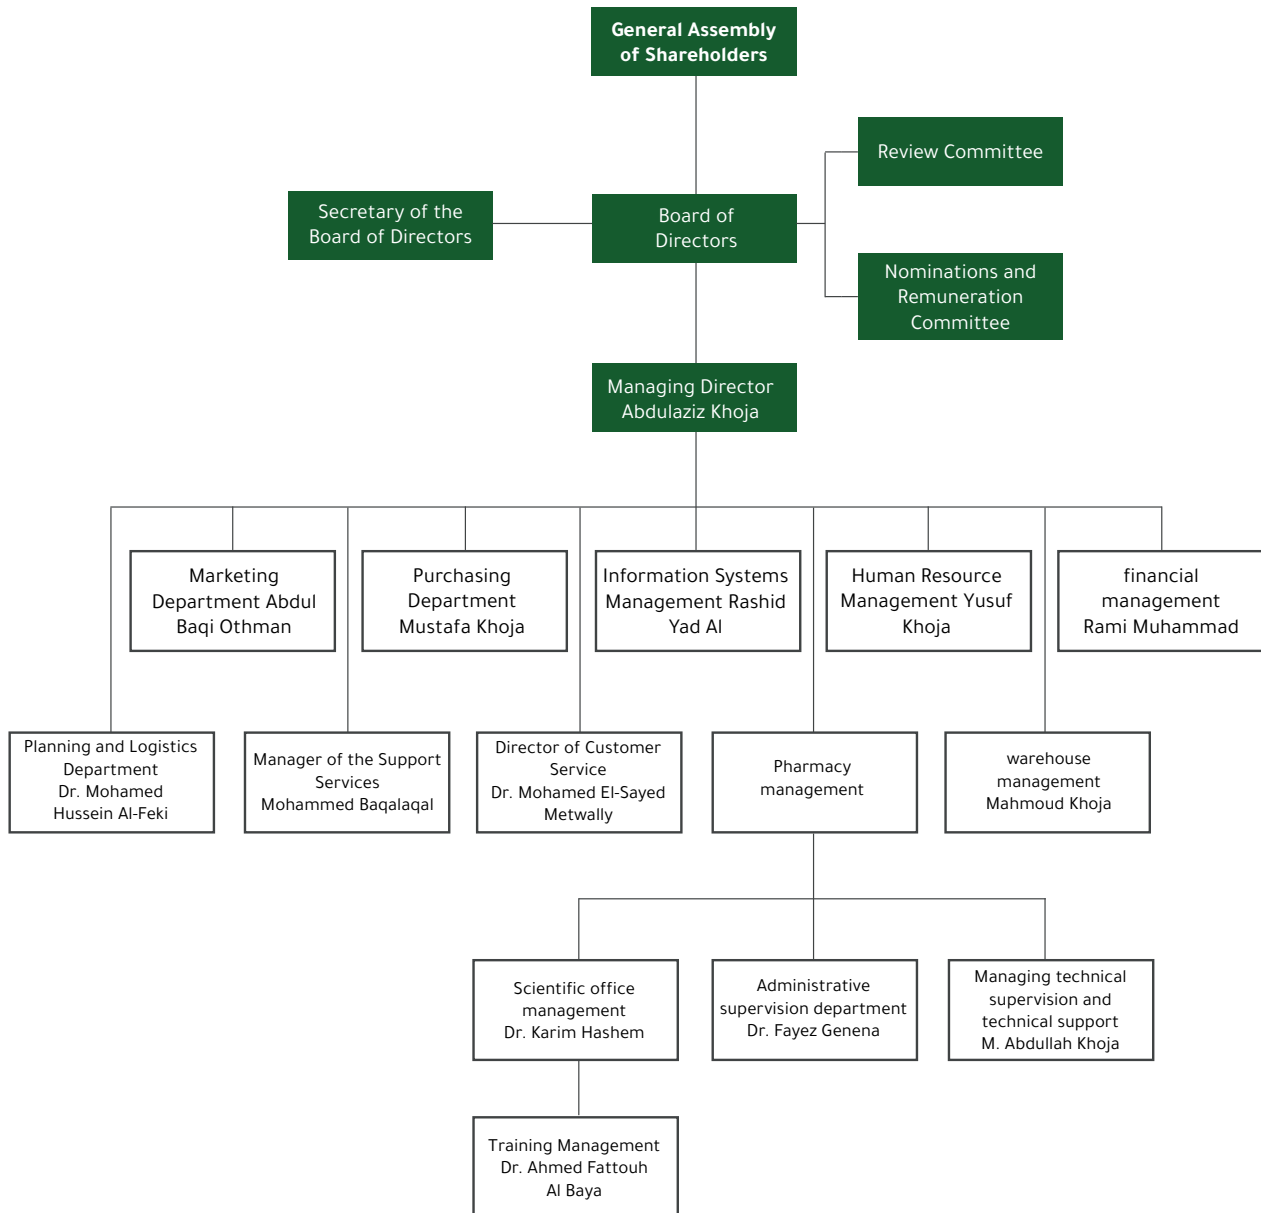 General Assembly
of Shareholders
Review Committee
Secretary of the
Board of Directors
Board of
Directors
Nominations and
Remuneration
Committee
Managing Director
Abdulaziz Khoja
Marketing
Department Abdul
Baqi Othman
Purchasing
Department
Mustafa Khoja
Information Systems
Management Rashid
Yad Al
Human Resource
Management Yusuf
Khoja
financial
management
Rami Muhammad
Planning and Logistics
Department
Dr. Mohamed
Hussein Al-Feki
Manager of the Support
Services
Mohammed Baqalaqal
Director of Customer
Service
Dr. Mohamed El-Sayed
Metwally
Pharmacy
management
warehouse
management
Mahmoud Khoja
Scientific office
management
Dr. Karim Hashem
Administrative
supervision department
Dr. Fayez Genena
Managing technical
supervision and
technical support
M. Abdullah Khoja
Training Management
Dr. Ahmed Fattouh
Al Baya